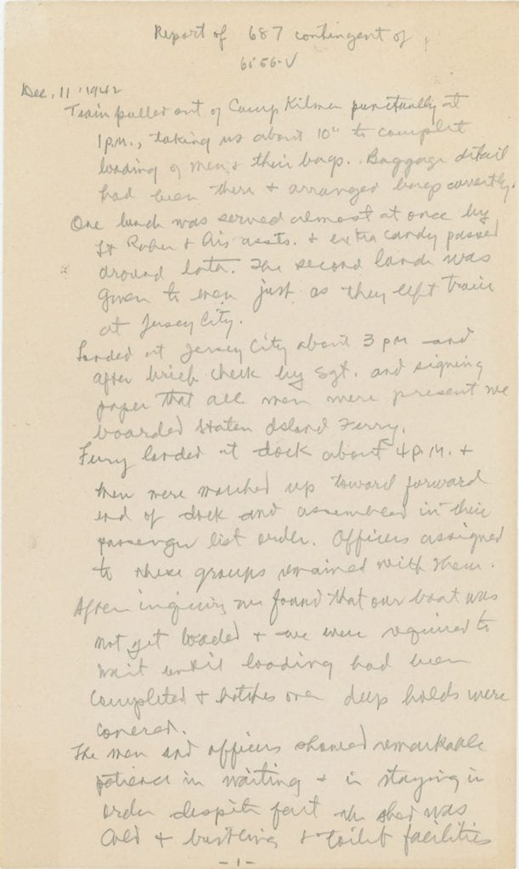 Report of 687 contingent of
6566-V
Dec. 11 1942
Train pulled out of Camp Kilmer punctually at
1 P.M., taking us about 10" to complet
loading of men & their bags. Baggage detail
had been there & arranged bags
One lunch was served almost at once by
Lt & his assts. & extra candy passed
around later. The second lunch was
given to men just as they left train
at Jersey City.
Landed at Jersey City about 3 PM and
after brief check by Sgt. and signing
paper that all men were present we
boarded Staten Island Ferry.
Ferry landed at dock about 4 P.M. &
men were marched up toward forward
end of dock and assembled in their
passenger list order. Officers assigned
to these groups remained with them.
After inquiring we found that our boat was
not yet loaded & we were required to
wait until loading had been
completed & hatches over deep holds were
covered.
The men and officers showed remarkable
patience in waiting & in staying in
order despite fact the shed was
cold & & toilet facilities
- 1 -